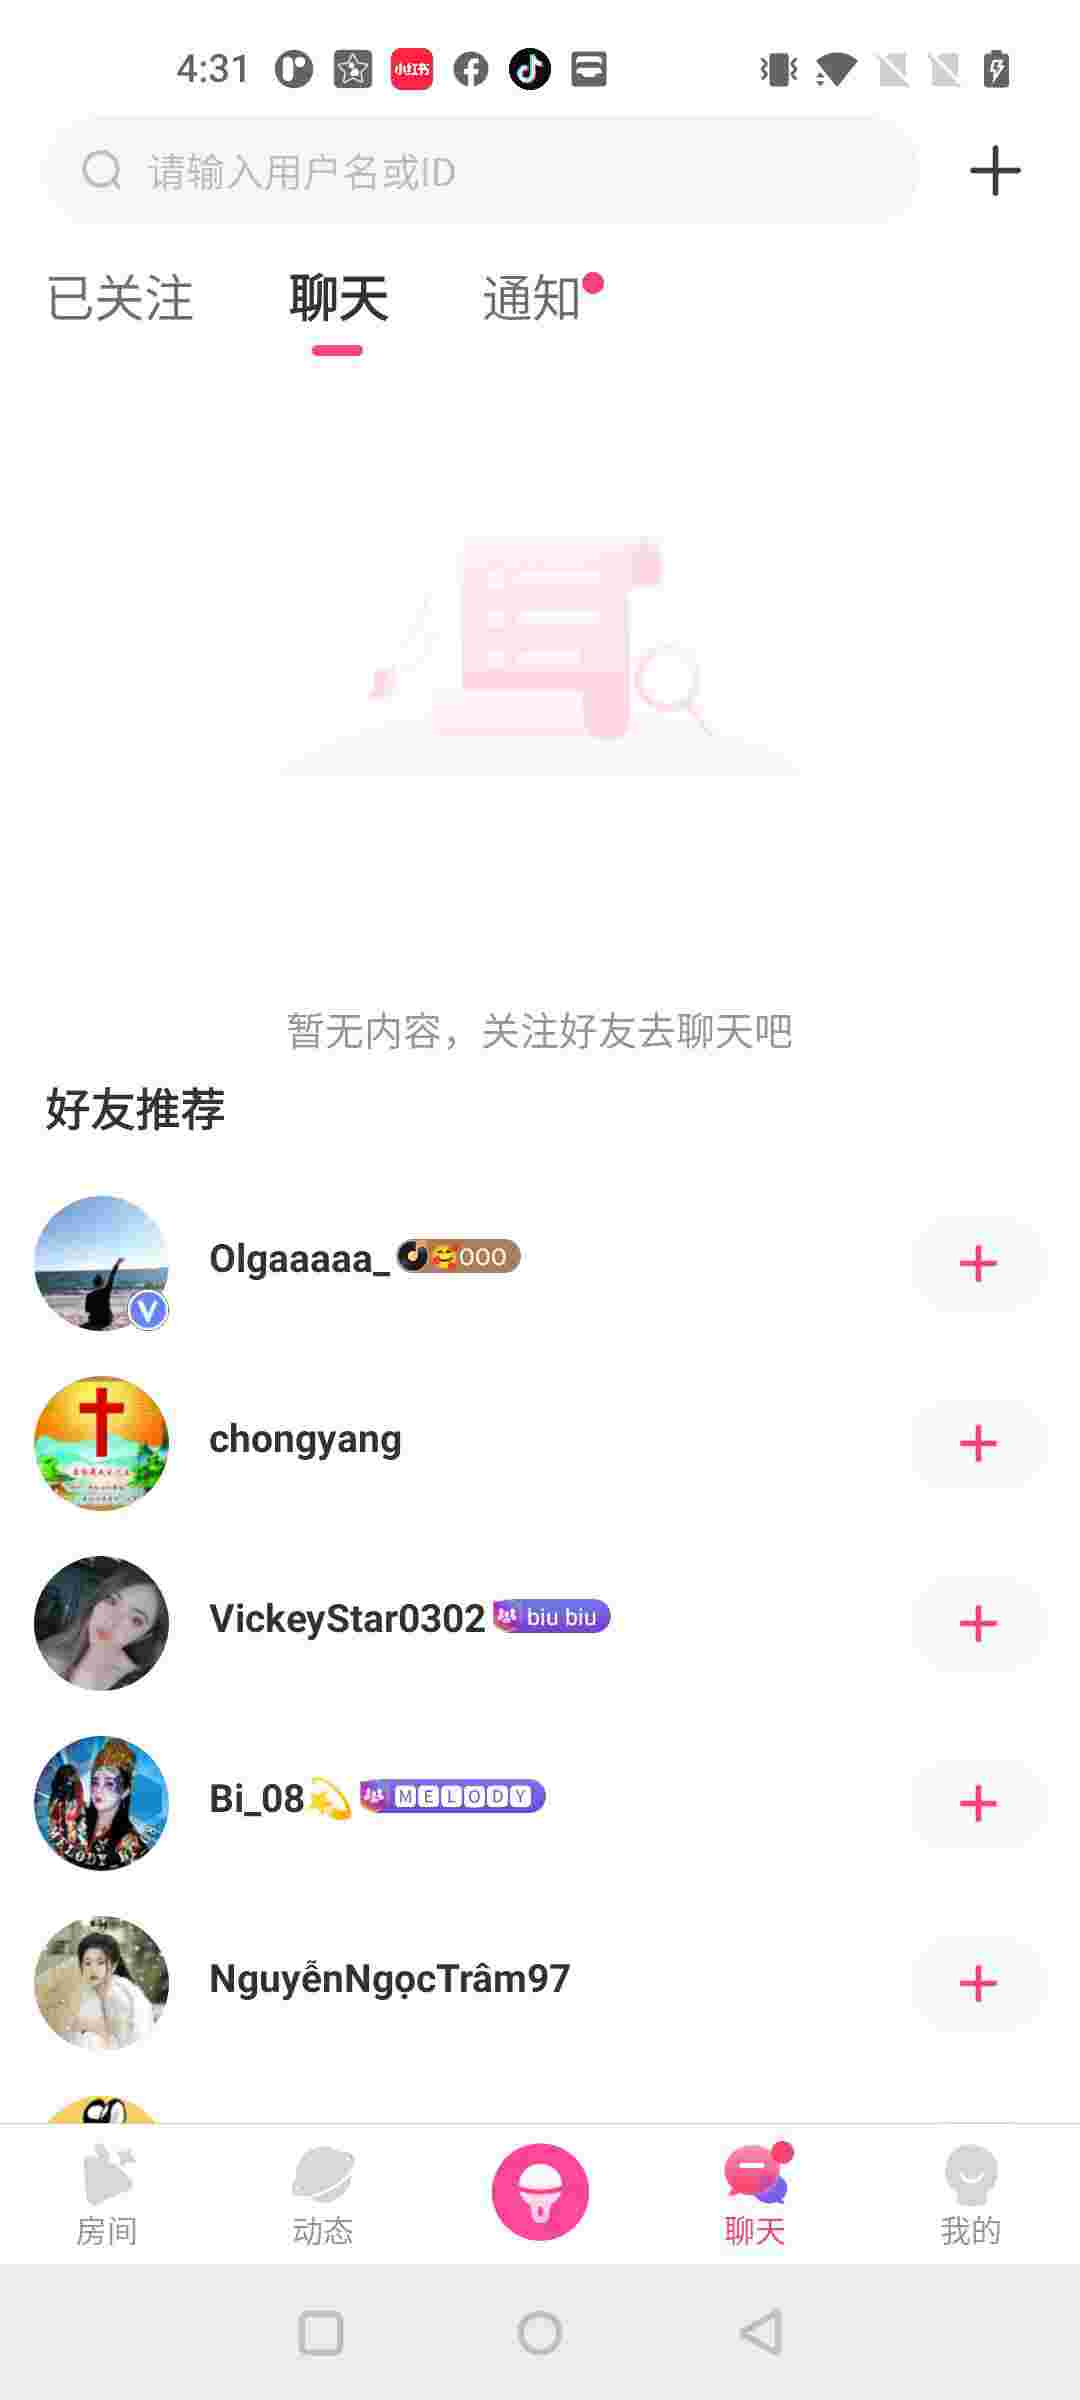 4:31
小红书
请输入用户名或ID
已关注 聊天 通知
暂无内容，关注好友去聊天吧
好友推荐
Olgaaaaa_ 🥰000
chongyang
VickeyStar0302 biu biu
Bi_08💫 🄼🄴🄻🄾🄳🅈
NguyễnNgọcTrâm97
房间 动态 聊天 我的